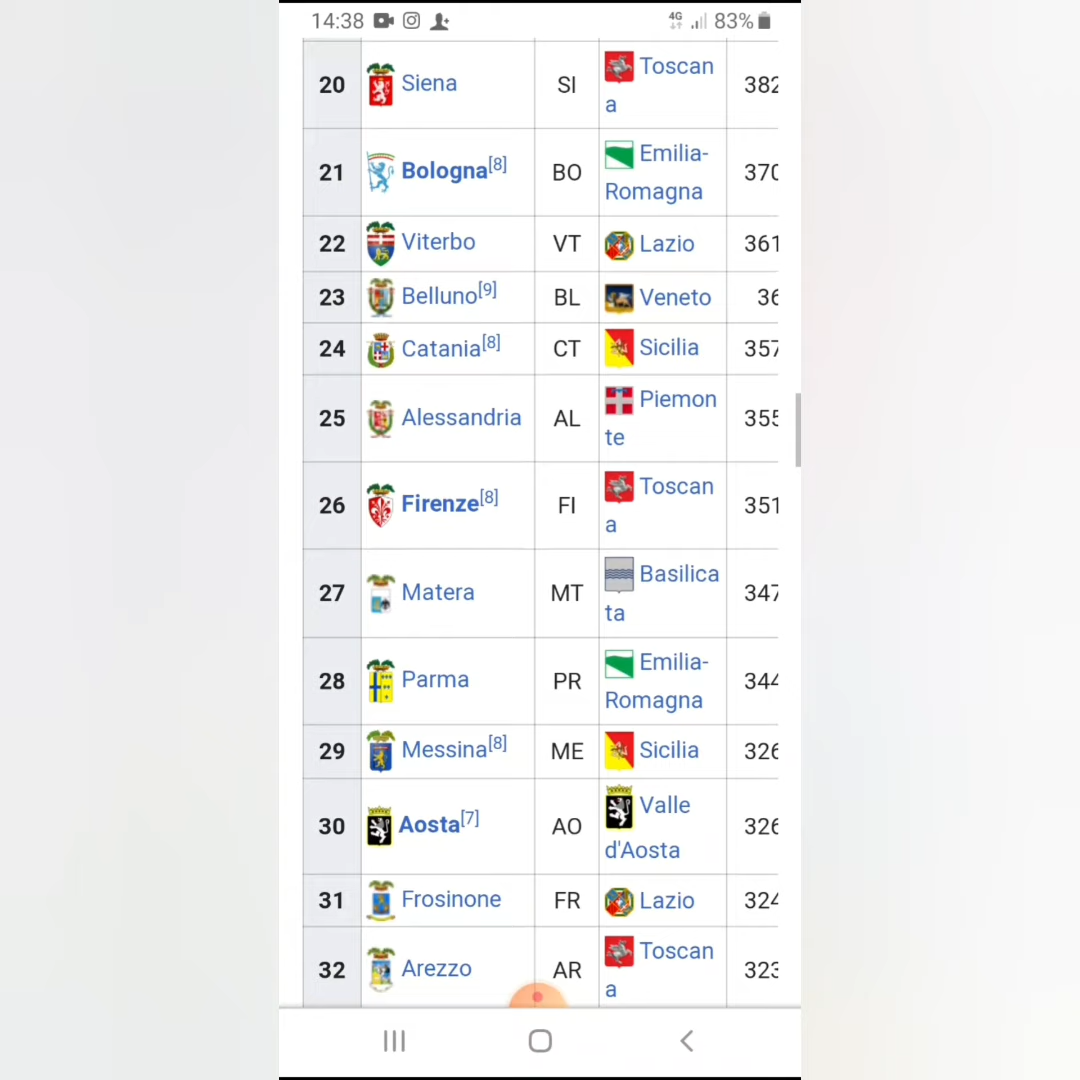 14:38 4G 83%
20 Siena SI Toscan
a 382
21 Bologna[8] BO Emilia-
Romagna 370
22 Viterbo VT Lazio 361
23 Belluno[9] BL Veneto 36
24 Catania[8] CT Sicilia 357
25 Alessandria AL Piemon
te 355
26 Firenze[8] FI Toscan
a 351
27 Matera MT Basilica
ta 347
28 Parma PR Emilia-
Romagna 344
29 Messina[8] ME Sicilia 326
30 Aosta[7] AO Valle
d'Aosta 326
31 Frosinone FR Lazio 324
32 Arezzo AR Toscan
a 323